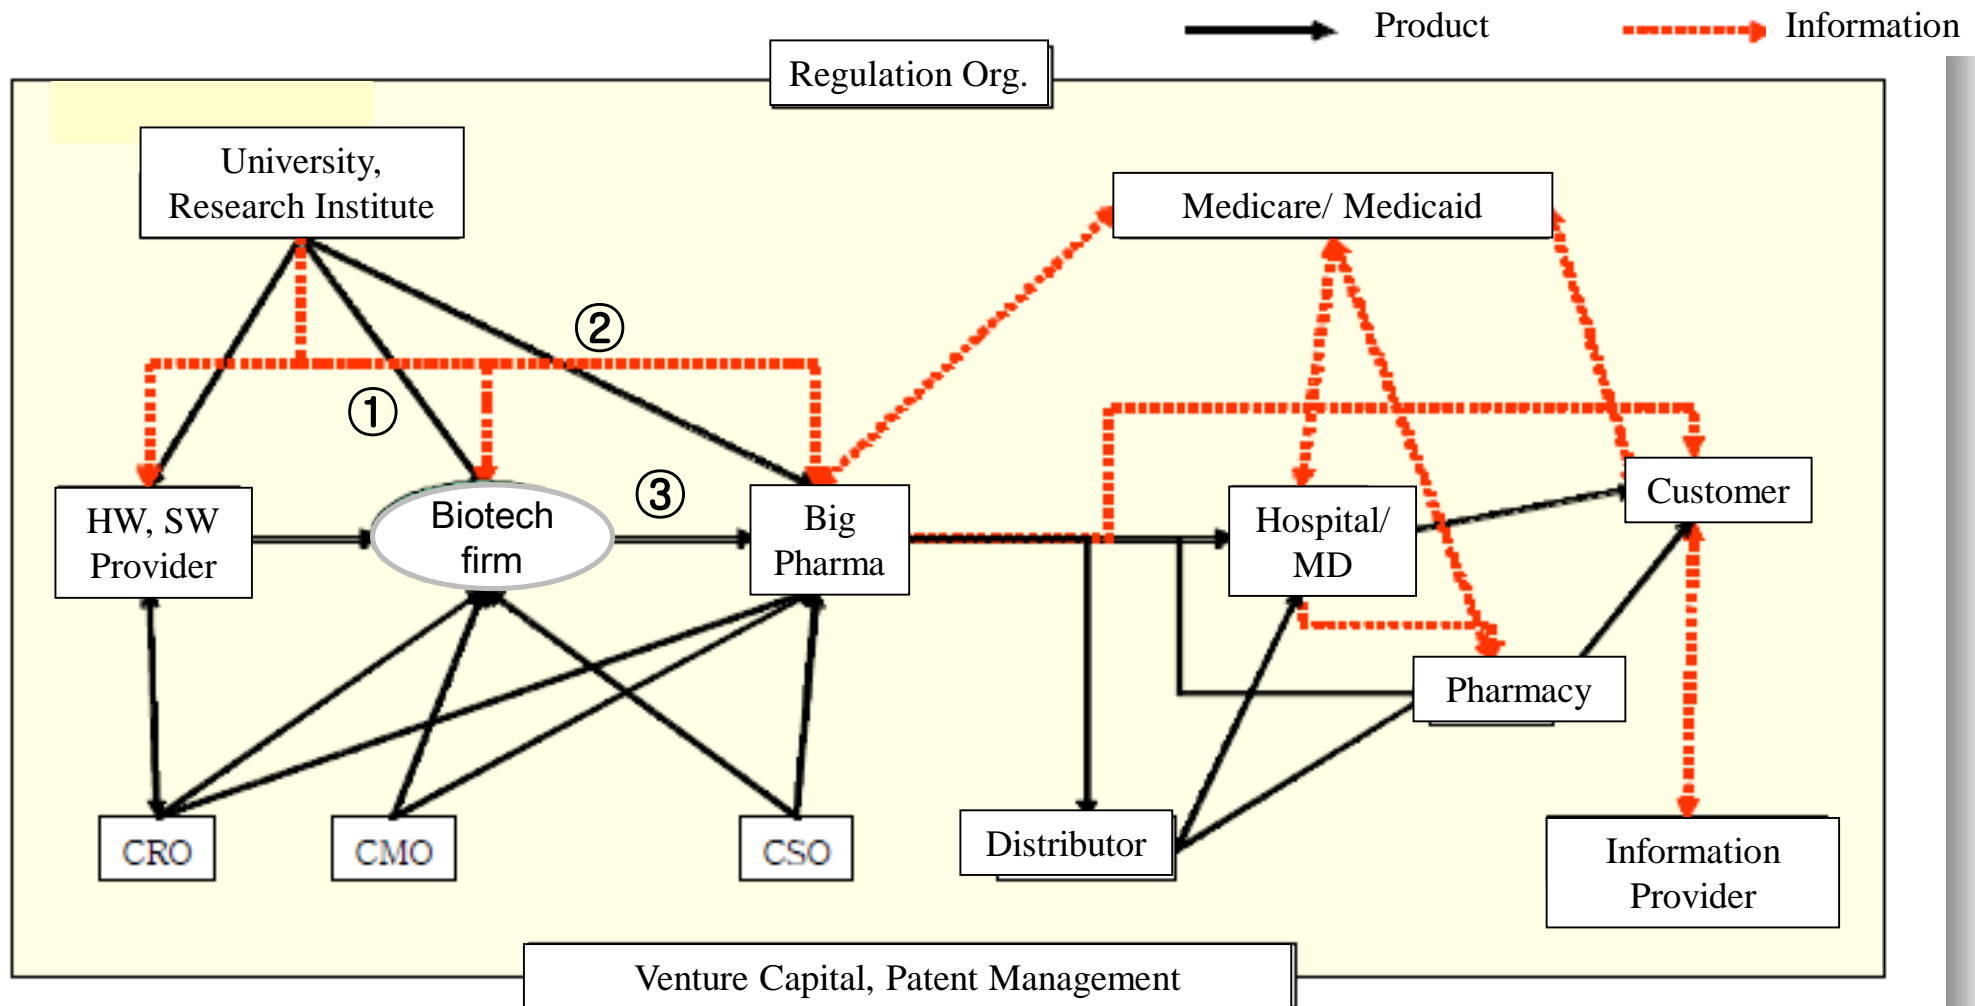 Product
Information
Regulation Org.
University,
Research Institute
Medicare/ Medicaid
②
①
③
HW, SW
Provider
Biotech
firm
Big
Pharma
Hospital/
MD
Customer
Pharmacy
CRO
CMO
CSO
Distributor
Information
Provider
Venture Capital, Patent Management